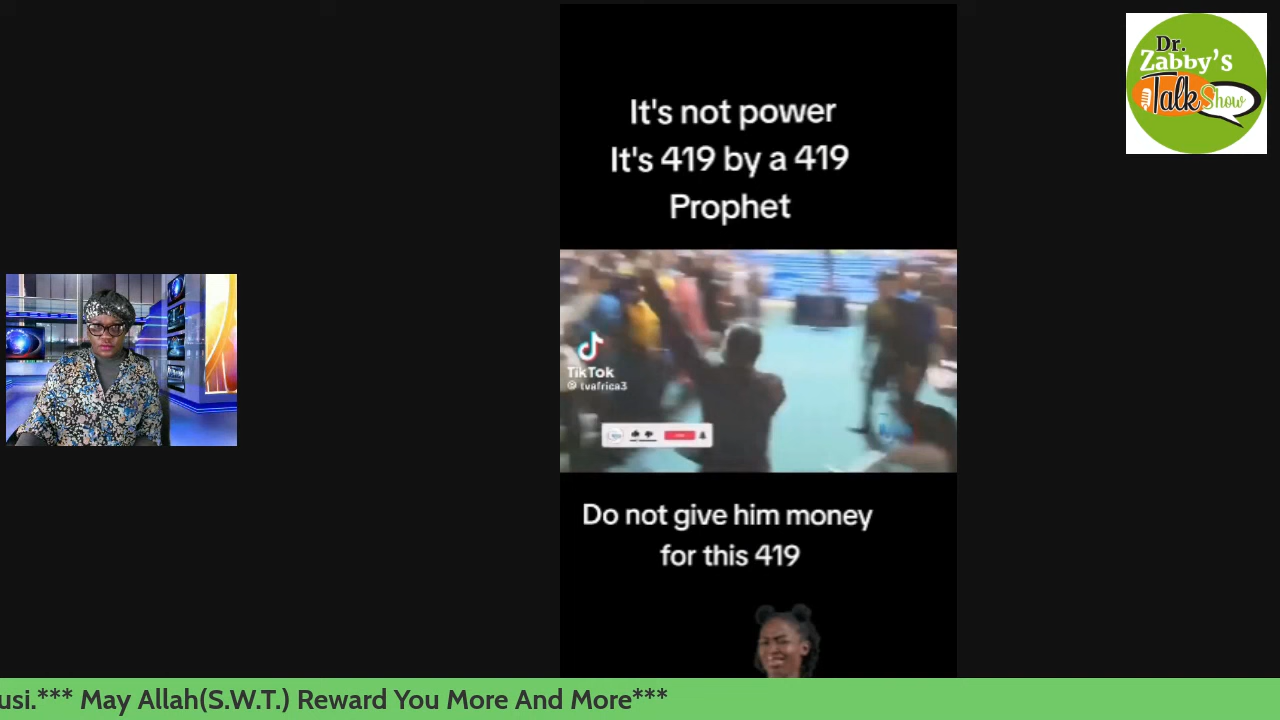 Dr.
Zabby's
Talk Show
It's not power
It's 419 by a 419
Prophet
TikTok
@ tvafrica3
Do not give him money
for this 419
usi.*** May Allah(S.W.T.) Reward You More And More***